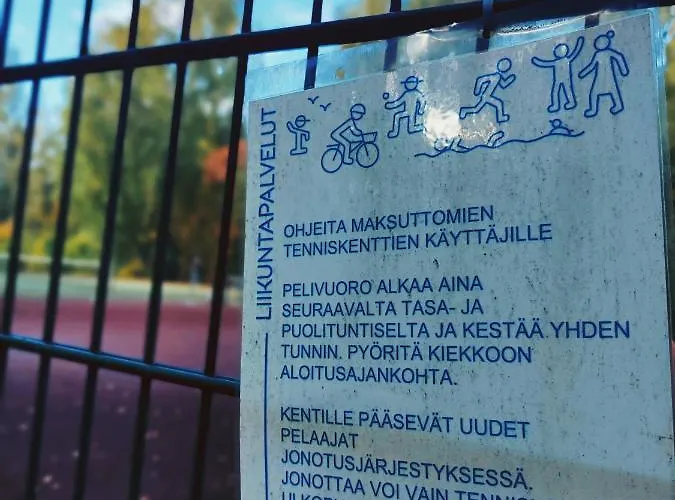 LIIKUNTAPALVELUT
OHJEITA MAKSUTTOMIEN
TENNISKENTTIEN KÄYTTÄJILLE
PELIVUORO ALKAA AINA
SEURAAVALTA TASA- JA
PUOLITUNTISELTA JA KESTÄÄ YHDEN
TUNNIN. PYÖRITÄ KIEKKOON
ALOITUSAJANKOHTA.
KENTILLE PÄÄSEVÄT UUDET
PELAAJAT
JONOTUSJÄRJESTYKSESSÄ.
JONOTTAA VOI VAIN